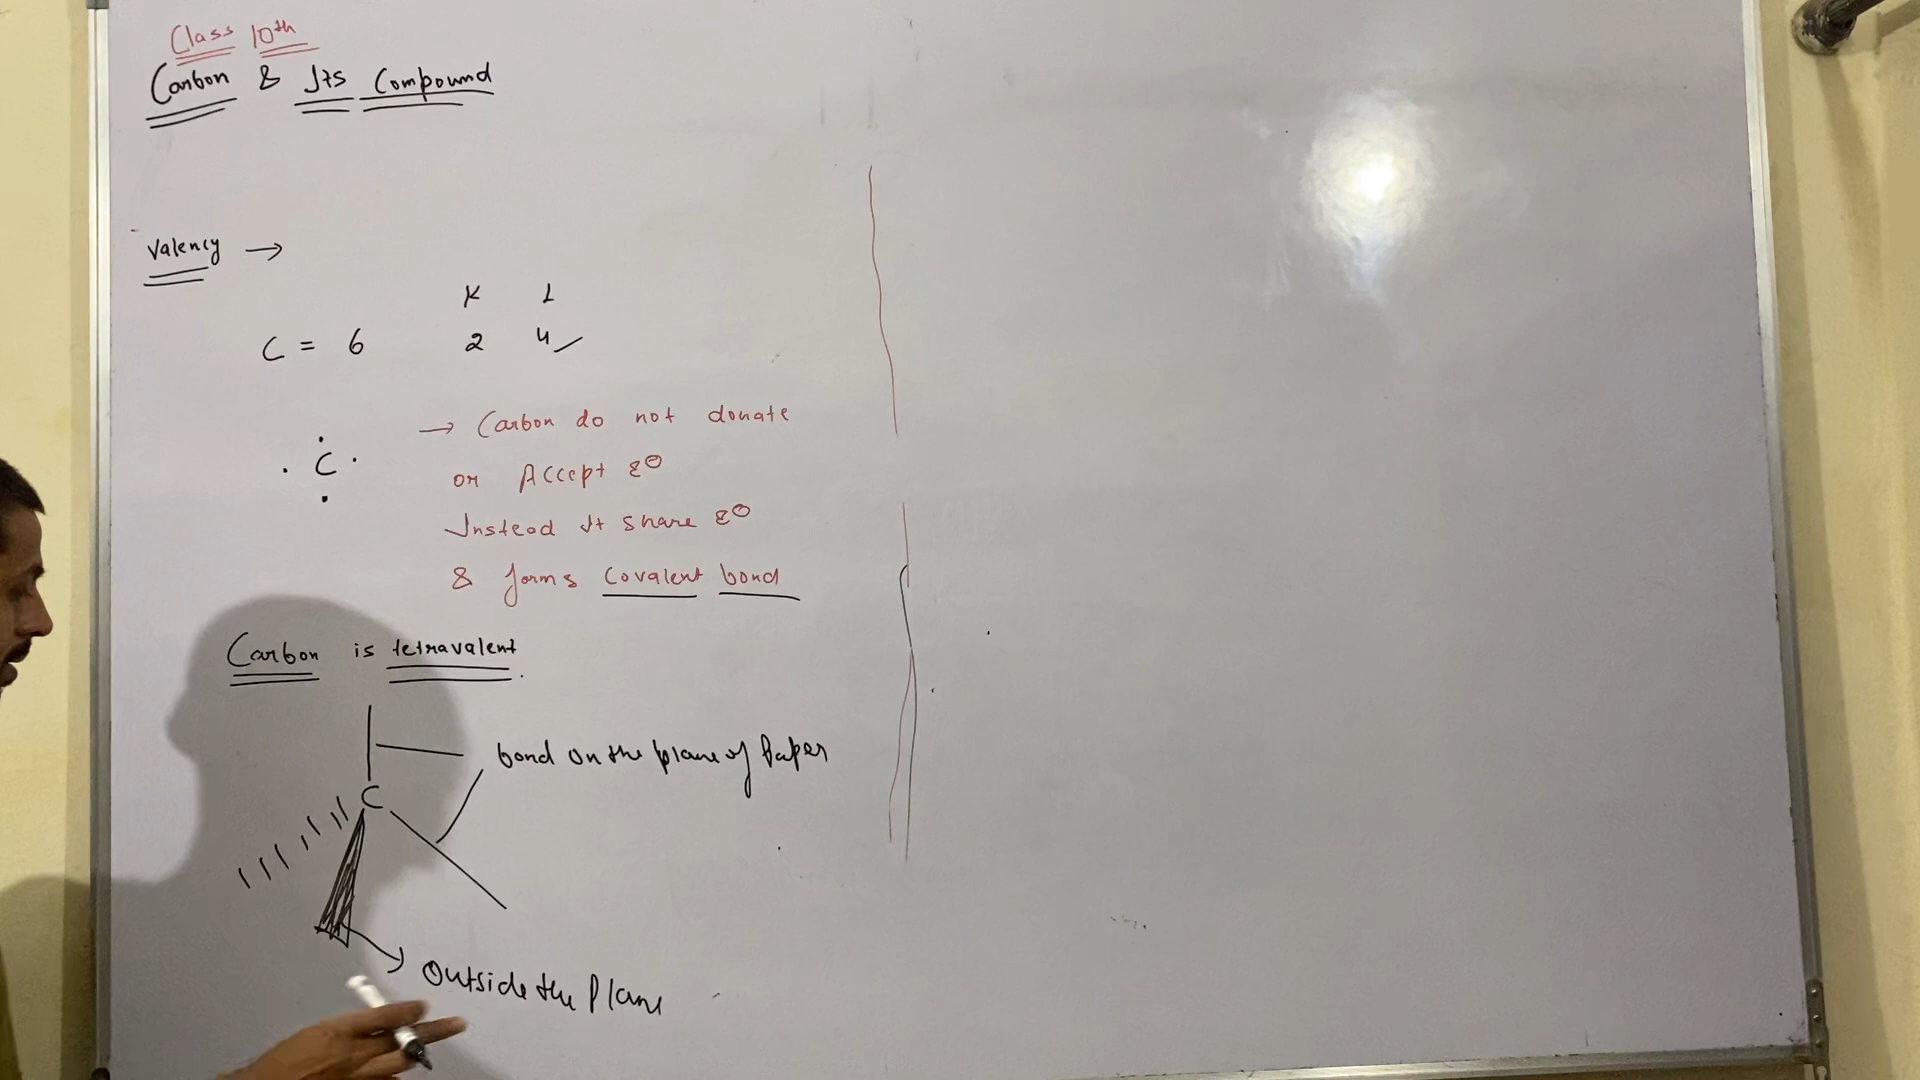 Class 10th
Carbon & Its Compound
Valency →
K L
C = 6 2 4
C
→ Carbon do not donate
or Accept e⊖
Instead It share e⊖
& forms Covalent bond
Carbon is tetravalent.
bond on the plane of Paper
C
Outside the Plane